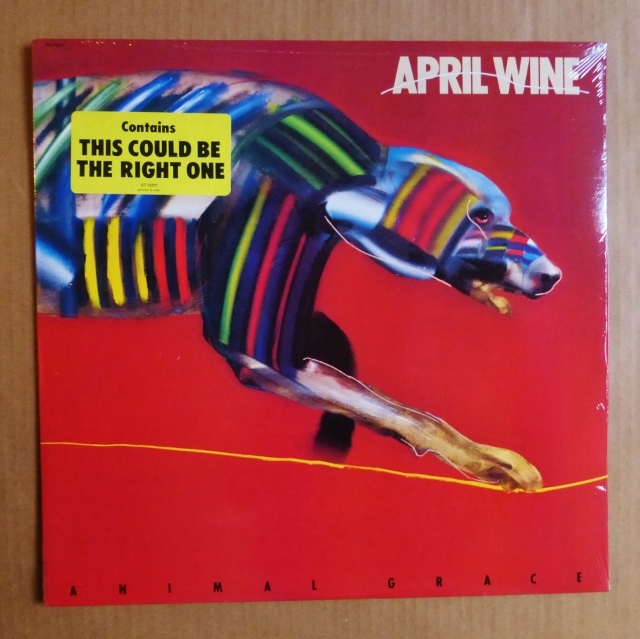 APRIL WINE
Contains
THIS COULD BE
THE RIGHT ONE
ANIMAL GRACE